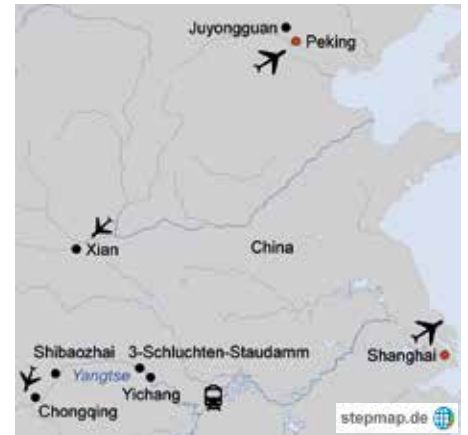 Juyongguan
Peking
Xian
China
Shibaozhai
3-Schluchten-Staudamm
Yangtse
Shanghai
Yichang
Chongqing
stepmap.de